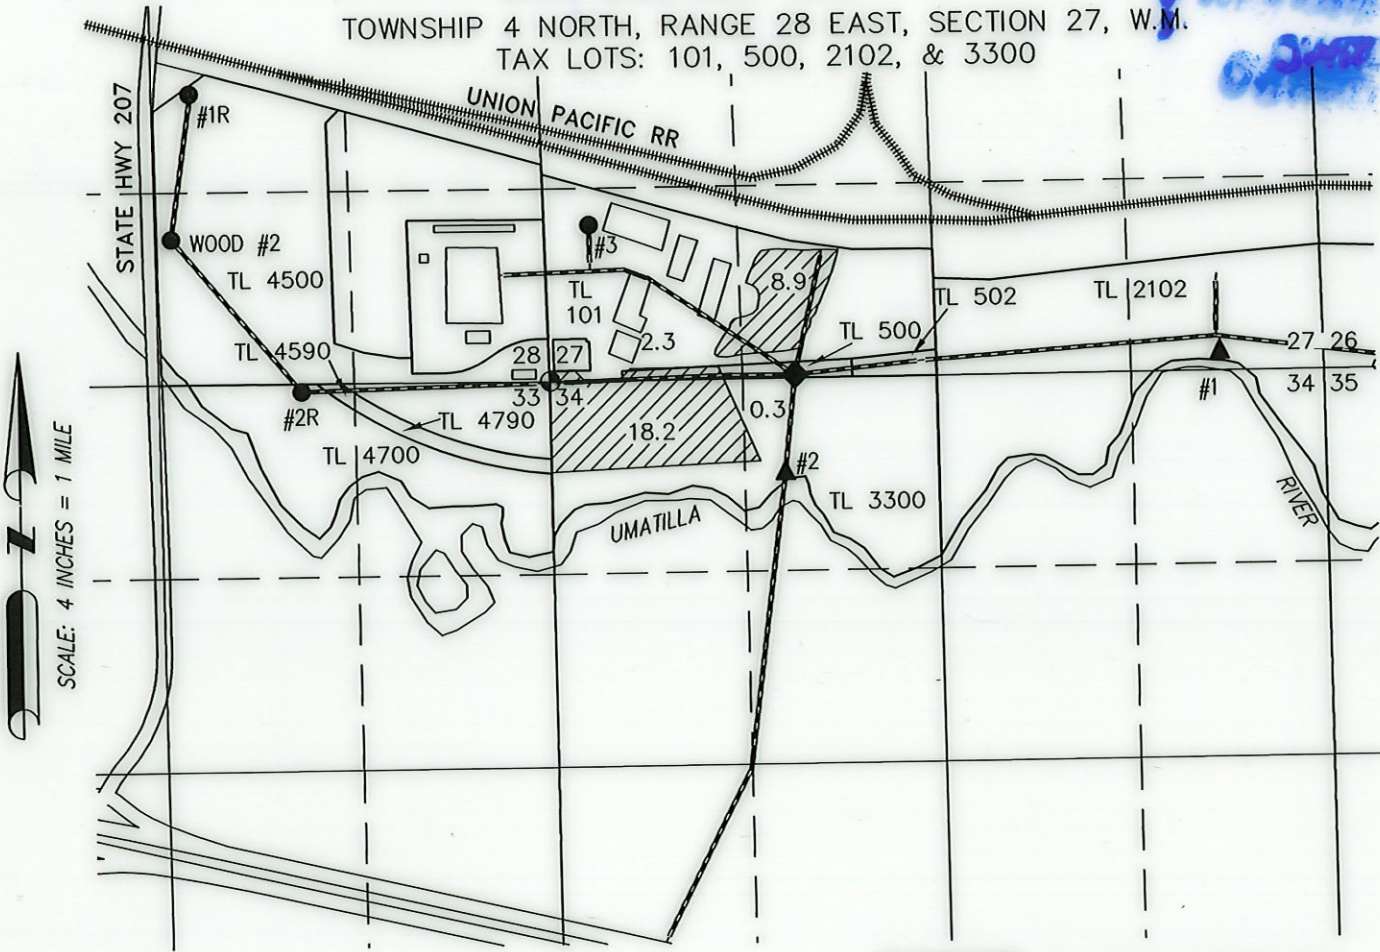 TOWNSHIP 4 NORTH, RANGE 28 EAST, SECTION 27, W.M.
TAX LOTS: 101, 500, 2102, & 3300
UNION PACIFIC RR
STATE HWY 207
#1R
WOOD #2
TL 4500
#3
TL
101
8.9
TL 502
TL 2102
TL 500
2.3
TL 4590
28 27
33 34
27 26
34 35
#1
#2R
TL 4790
TL 4700
18.2
0.3
#2
TL 3300
UMATILLA
RIVER
N
SCALE: 4 INCHES = 1 MILE